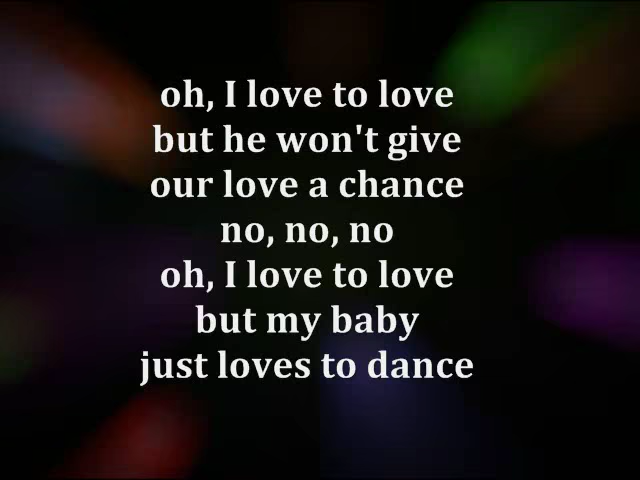 oh, I love to love
but he won't give
our love a chance
no, no, no
oh, I love to love
but my baby
just loves to dance